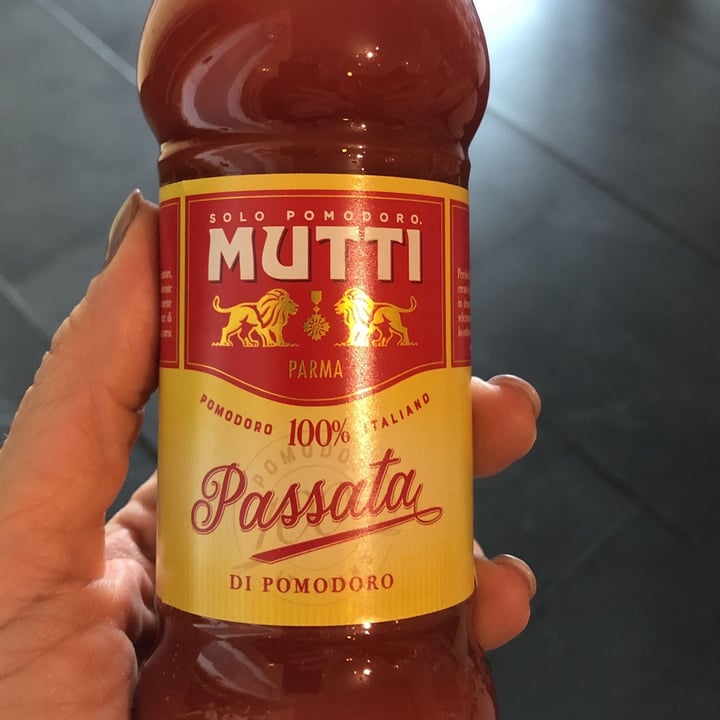 SOLO POMODORO.
MUTTI
PARMA
POMODORO 100% ITALIANO
Passata
DI POMODORO